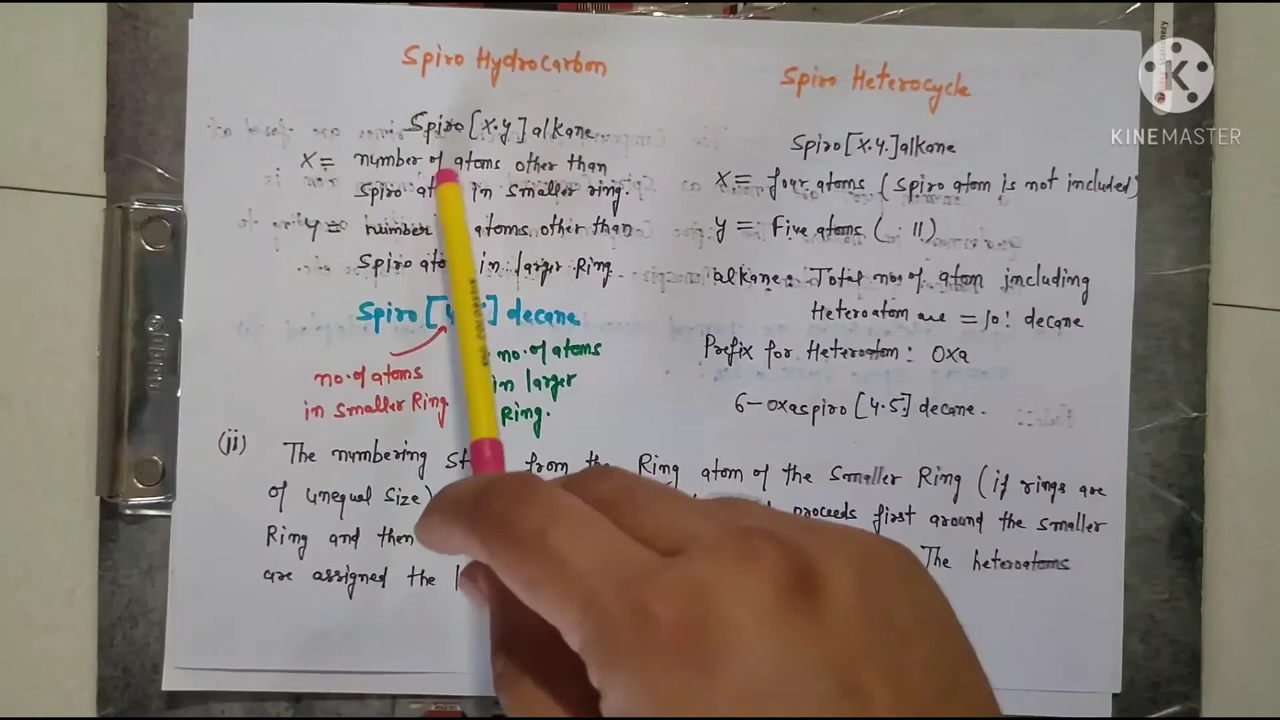 Spiro Hydrocarbon
Spiro [x.y] alkane
x = number of atoms other than
Spiro at in smaller ring.
y = number atoms other than
Spiro ato in larger Ring
Spiro [4. ] decane
no. of atoms
in smaller Ring
no. of atoms
in larger
Ring.
Spiro Heterocycle
Spiro [x.y.] alkane
x = four atoms (spiro atom is not included)
y = Five atoms ( : 11)
alkane: Total no. of atom including
Heteroatom are = 10! decane
Prefix for Heteroatom: Oxa
6-Oxaspiro [4.5] decane.
(ii) The numbering St from the Ring atom of the smaller Ring (if rings are
of unequal size) proceeds first around the smaller
Ring and then The heteroatoms
are assigned the l
KINEMASTER